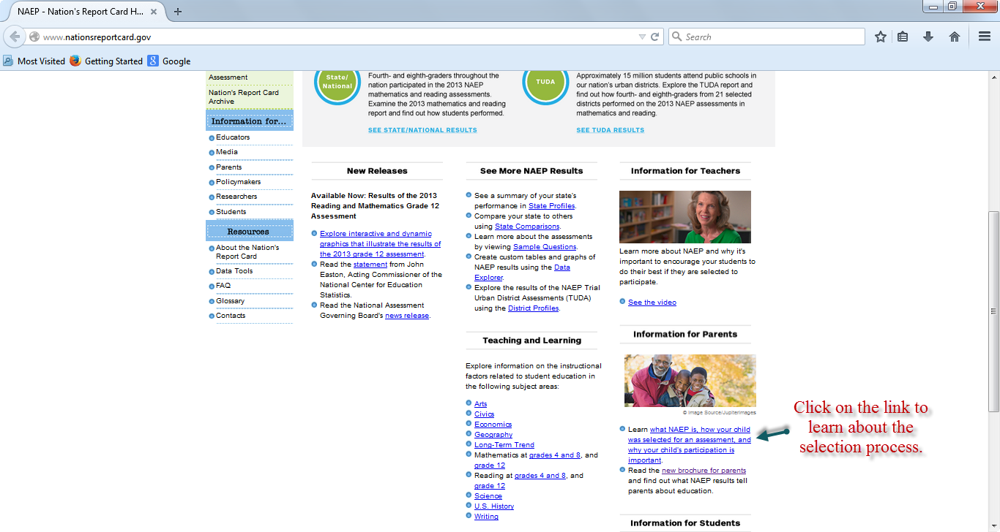 NAEP - Nation's Report Card H...
www.nationsreportcard.gov
Search
Most Visited
Getting Started
Google
Assessment
Nation's Report Card
Archive
Information for...
Educators
Media
Parents
Policymakers
Researchers
Students
Resources
About the Nation's
Report Card
Data Tools
FAQ
Glossary
Contacts
State/
National
Fourth- and eighth-graders throughout the
nation participated in the 2013 NAEP
mathematics and reading assessments.
Examine the 2013 mathematics and reading
report and find out how students performed.
SEE STATE/NATIONAL RESULTS
TUDA
Approximately 15 million students attend public schools in
our nation's urban districts. Explore the TUDA report and
find out how fourth- and eighth-graders from 21 selected
districts performed on the 2013 NAEP assessments in
mathematics and reading.
SEE TUDA RESULTS
New Releases
Available Now: Results of the 2013
Reading and Mathematics Grade 12
Assessment
Explore interactive and dynamic
graphics that illustrate the results of
the 2013 grade 12 assessment.
Read the statement from John
Easton, Acting Commissioner of the
National Center for Education
Statistics.
Read the National Assessment
Governing Board's news release.
See More NAEP Results
See a summary of your state's
performance in State Profiles.
Compare your state to others
using State Comparisons.
Learn more about the assessments
by viewing Sample Questions.
Create custom tables and graphs of
NAEP results using the Data
Explorer.
Explore the results of the NAEP Trial
Urban District Assessments (TUDA)
using the District Profiles.
Teaching and Learning
Explore information on the instructional
factors related to student education in
the following subject areas:
Arts
Civics
Economics
Geography
Long-Term Trend
Mathematics at grades 4 and 8, and
grade 12
Reading at grades 4 and 8, and
grade 12
Science
U.S. History
Writing
Information for Teachers
Learn more about NAEP and why it's
important to encourage your students to
do their best if they are selected to
participate.
See the video
Information for Parents
© Image Source/JupiterImages
Learn what NAEP is, how your child
was selected for an assessment, and
why your child's participation is
important.
Read the new brochure for parents
and find out what NAEP results tell
parents about education.
Information for Students
Click on the link to
learn about the
selection process.